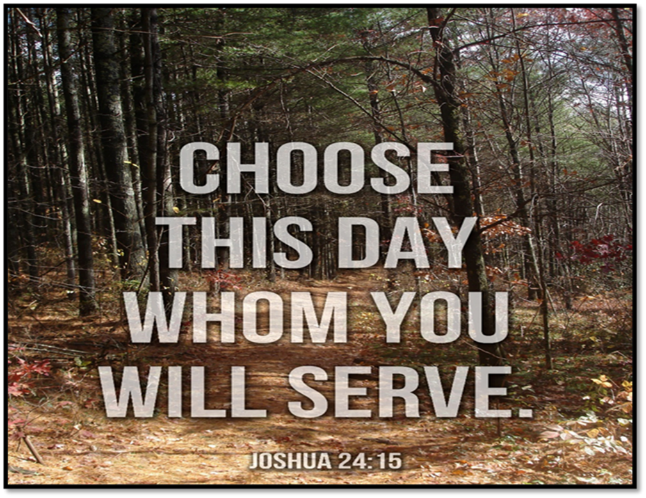 CHOOSE
THIS DAY
WHOM YOU
WILL SERVE.
JOSHUA 24:15